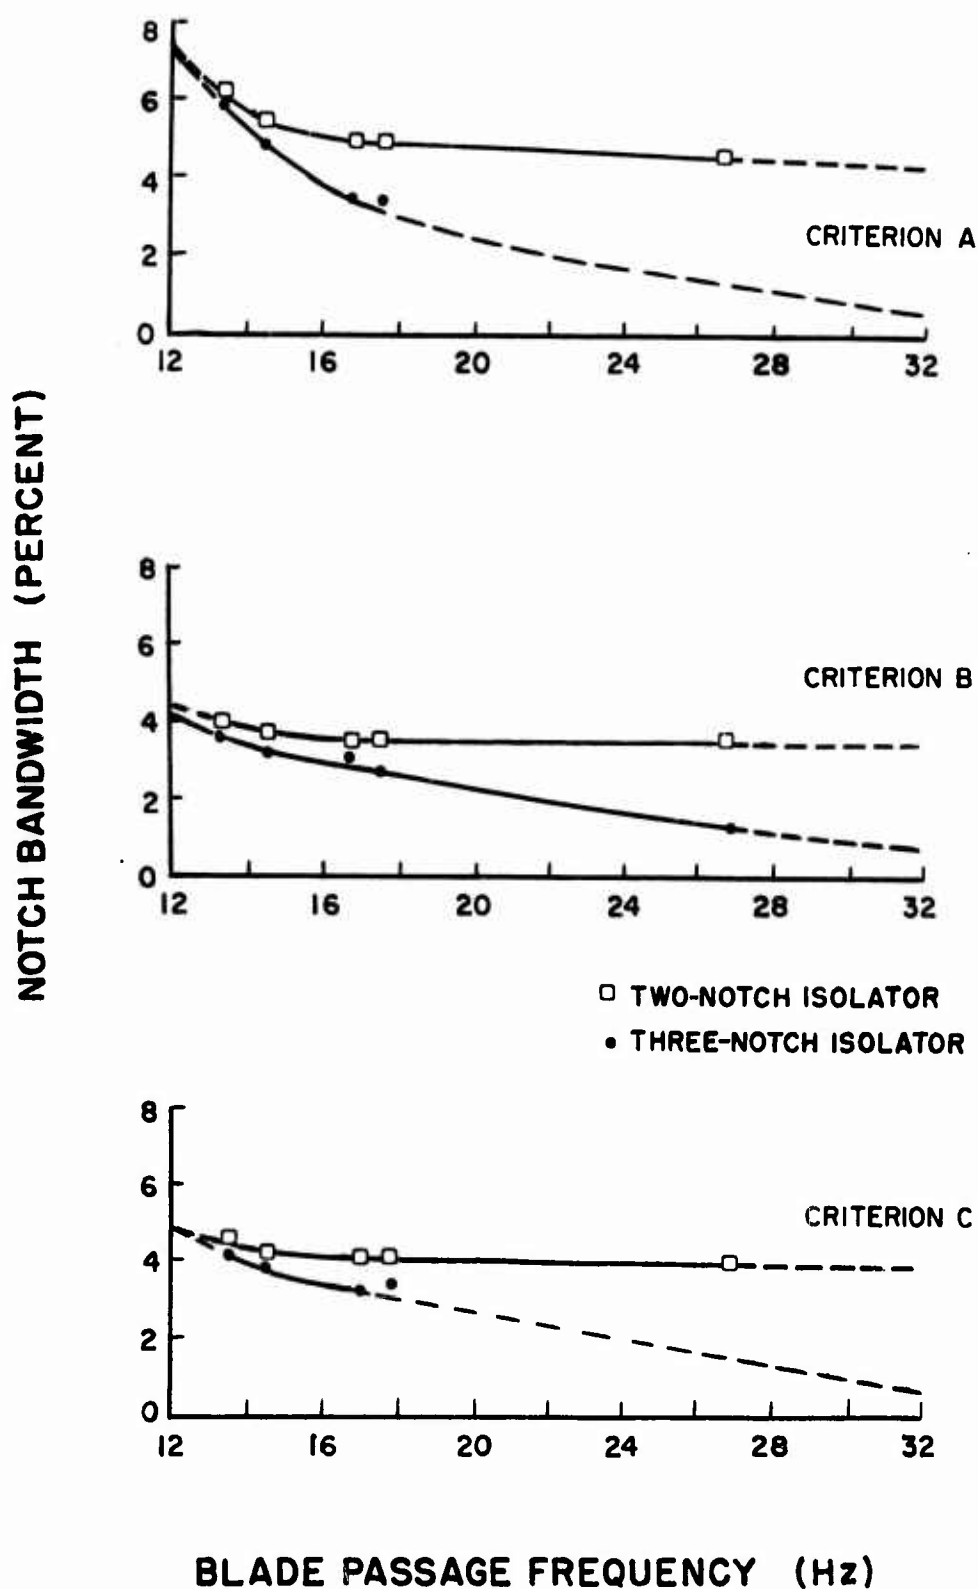 8
6
4
2
0
12 16 20 24 28 32
CRITERION A
NOTCH BANDWIDTH (PERCENT)
8
6
4
2
0
12 16 20 24 28 32
CRITERION B
TWO-NOTCH ISOLATOR
THREE-NOTCH ISOLATOR
8
6
4
2
0
12 16 20 24 28 32
CRITERION C
BLADE PASSAGE FREQUENCY (Hz)